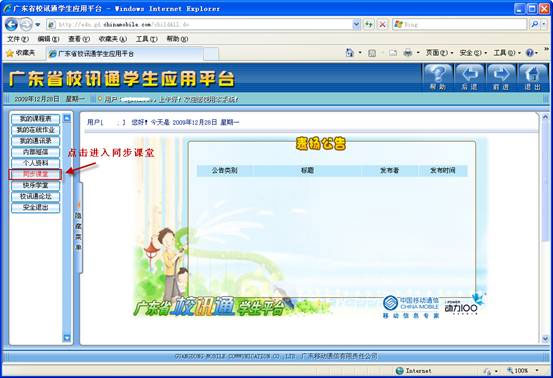 广东省校讯通学生应用平台 - Windows Internet Explorer
http://edu.gd.chinamobile.com/child
Bing
文件(F) 编辑(E) 查看(V) 收藏夹(A) 工具(T) 帮助(H)
收藏夹 广东省校讯通学生应用平台
页面(P) 安全(S) 工具(O)
广东省校讯通学生应用平台
帮助 后退 前进 退出
2009年12月28日 星期一 用户[ ],上午好!欢迎您使用本系统!
我的课程表
我的在线作业
我的通讯录
内部短信
个人资料
同步课堂
快乐学堂
校讯通论坛
安全退出
点击进入同步课堂
隐藏菜单
用户[ ] 您好! 今天是 2009年12月28日 星期一
表扬公告
公告类别 标题 发布者 发布时间
广东省校讯通学生平台
中国移动通信
CHINA MOBILE
移动信息专家
动力100
GUANGDONG MOBILE COMMUNICATION CO.,LTD. 广东移动通信有限责任公司
Internet 100%